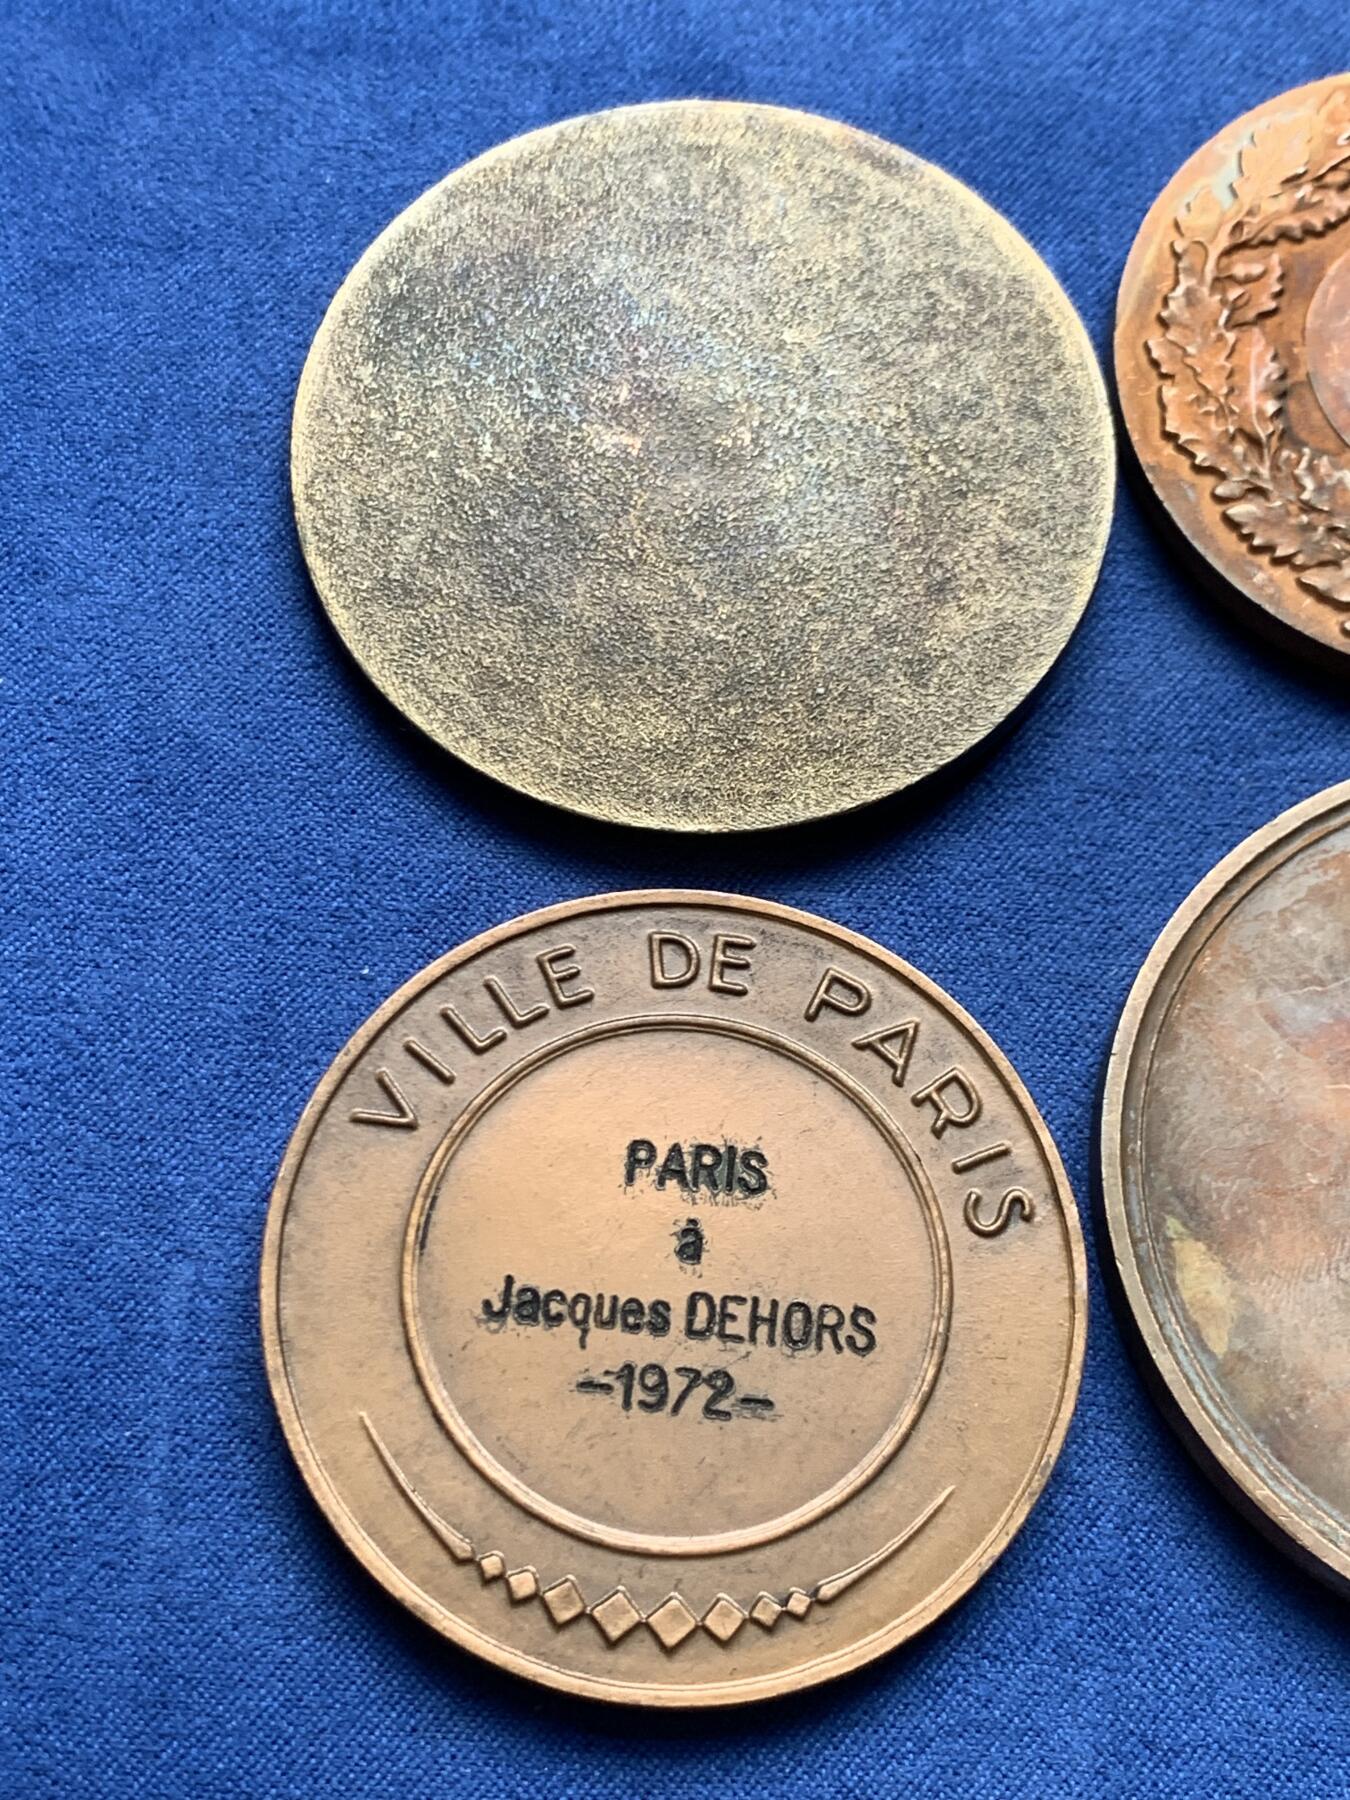 VILLE DE PARIS
PARIS
à
Jacques DEHORS
-1972-